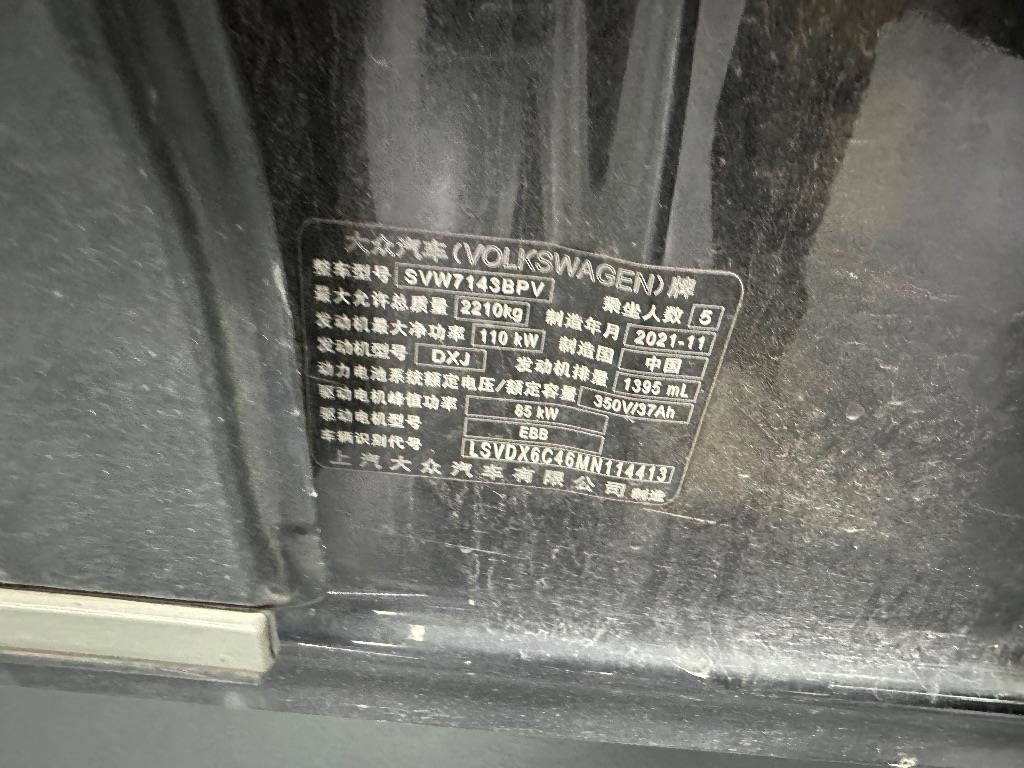 大众汽车(VOLKSWAGEN)牌
整车型号 SVW7143BPV 乘坐人数 5
最大允许总质量 2210kg 制造年月 2021-11
发动机最大净功率 110 kW 制造国 中国
发动机型号 DXJ 发动机排量 1395 mL
动力电池系统额定电压/额定容量 350V/37Ah
驱动电机峰值功率 85 kW
驱动电机型号 EBB
车辆识别代号 LSVDX6C46MN114413
上汽大众汽车有限公司制造